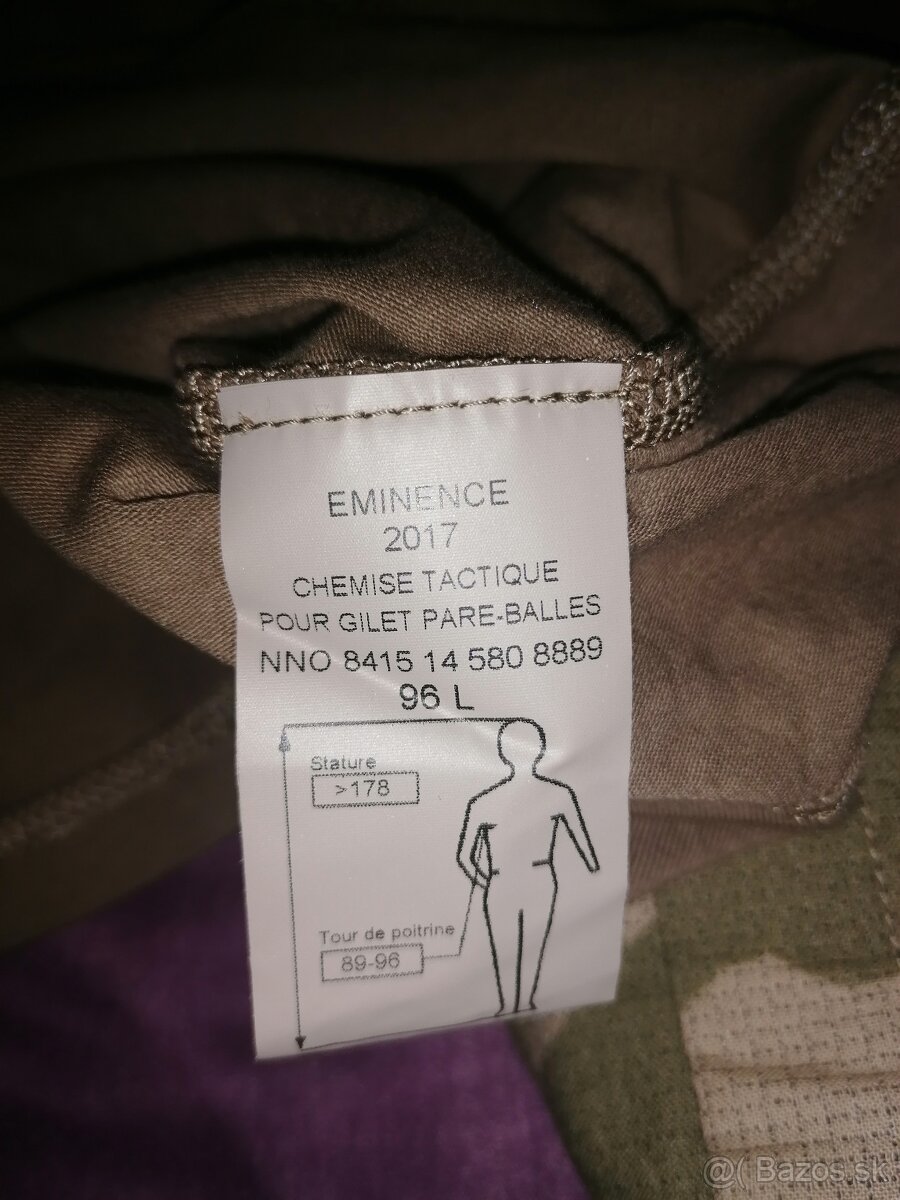 EMINENCE
2017
CHEMISE TACTIQUE
POUR GILET PARE-BALLES
NNO 8415 14 580 8889
96 L
Stature
>178
Tour de poitrine
89-96
@( Bazos.sk